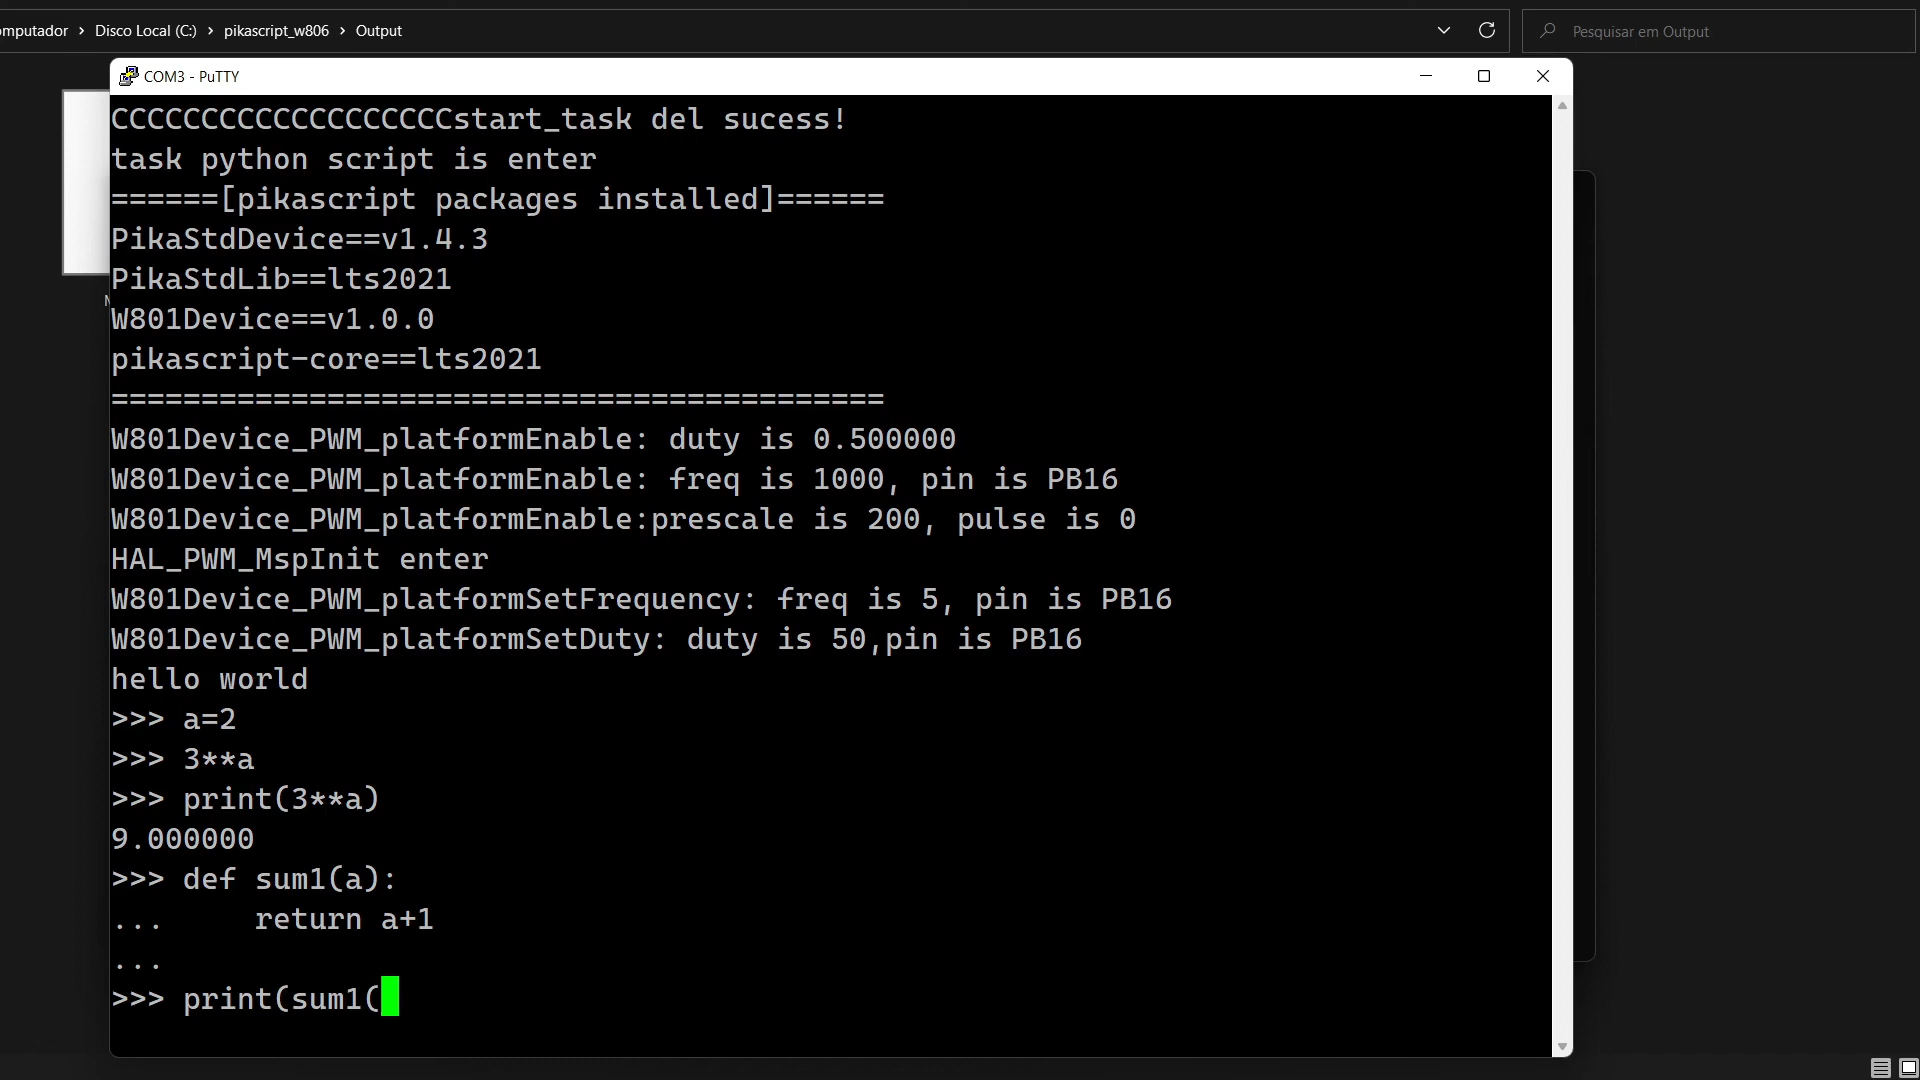 omputador › Disco Local (C:) › pikascript_w806 › Output
Pesquisar em Output
COM3 - PuTTY
CCCCCCCCCCCCCCCCCCCstart_task del sucess!
task python script is enter
======[pikascript packages installed]======
PikaStdDevice==v1.4.3
PikaStdLib==lts2021
W801Device==v1.0.0
pikascript-core==lts2021
===========================================
W801Device_PWM_platformEnable: duty is 0.500000
W801Device_PWM_platformEnable: freq is 1000, pin is PB16
W801Device_PWM_platformEnable:prescale is 200, pulse is 0
HAL_PWM_MspInit enter
W801Device_PWM_platformSetFrequency: freq is 5, pin is PB16
W801Device_PWM_platformSetDuty: duty is 50,pin is PB16
hello world
>>> a=2
>>> 3**a
>>> print(3**a)
9.000000
>>> def sum1(a):
...     return a+1
...
>>> print(sum1(